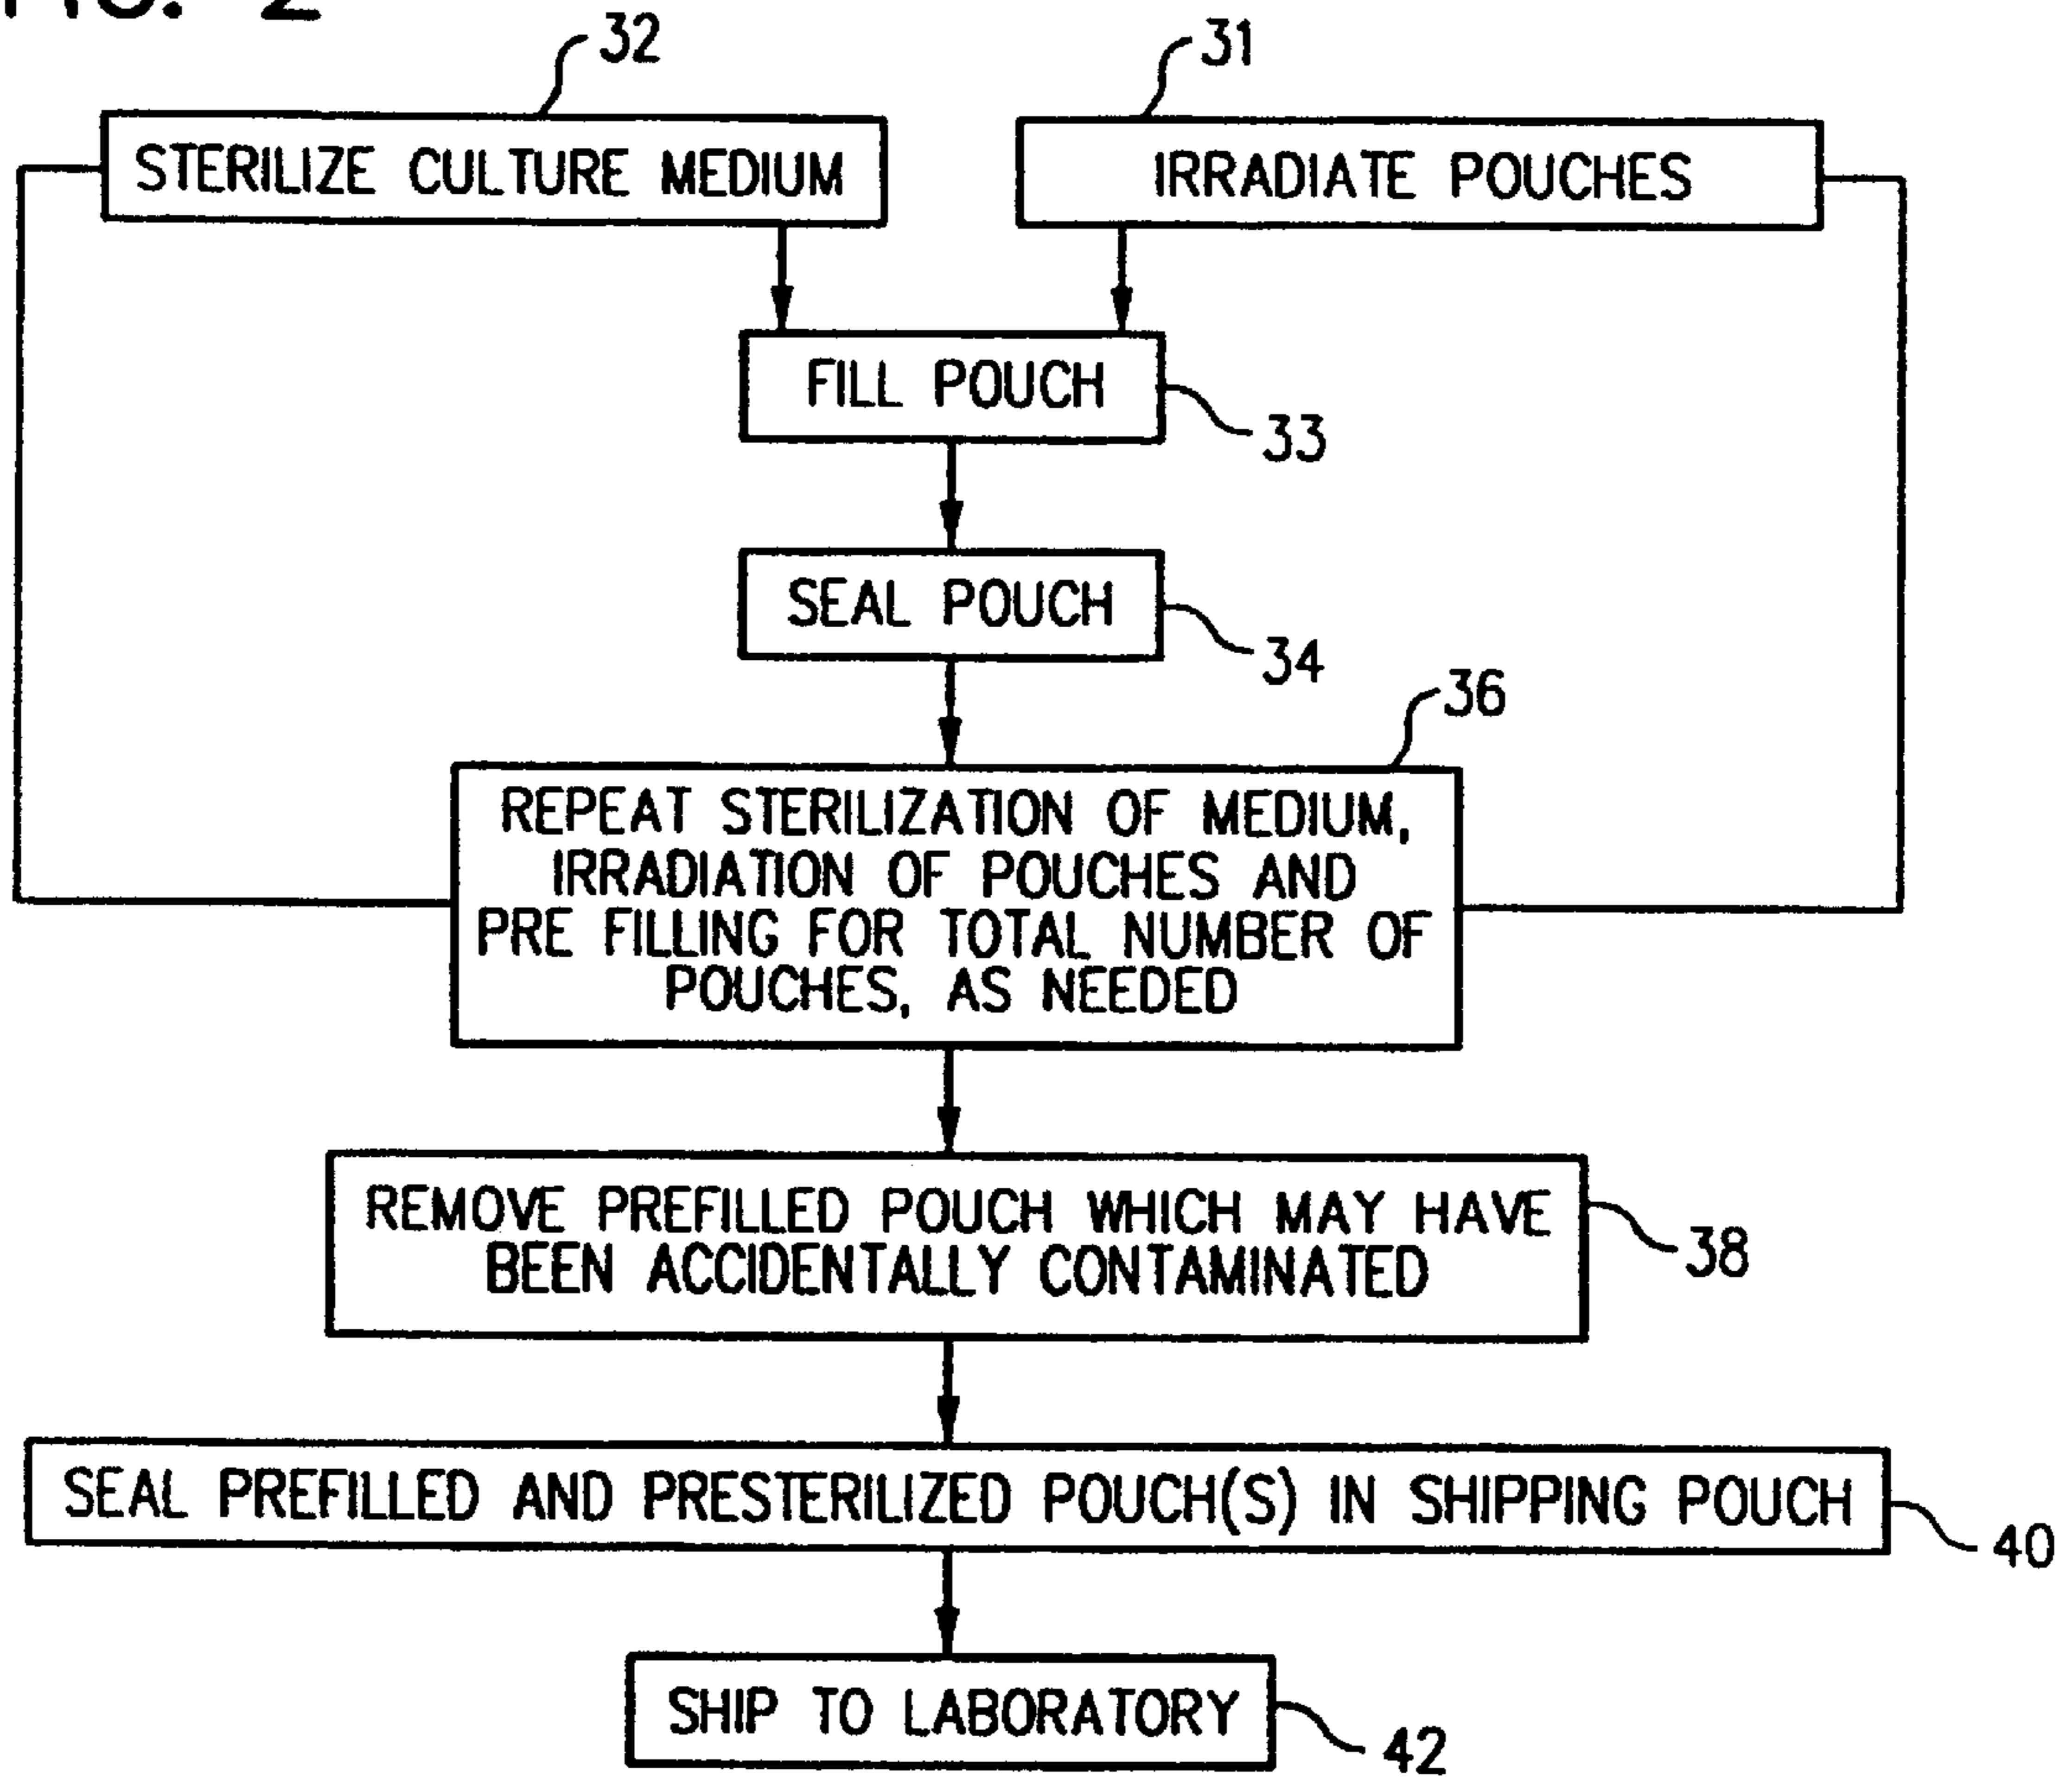 FIG. 2
32
31
STERILIZE CULTURE MEDIUM
IRRADIATE POUCHES
FILL POUCH
33
SEAL POUCH
34
36
REPEAT STERILIZATION OF MEDIUM,
IRRADIATION OF POUCHES AND
PRE FILLING FOR TOTAL NUMBER OF
POUCHES, AS NEEDED
REMOVE PREFILLED POUCH WHICH MAY HAVE
BEEN ACCIDENTALLY CONTAMINATED
38
SEAL PREFILLED AND PRESTERILIZED POUCH(S) IN SHIPPING POUCH
40
SHIP TO LABORATORY
42